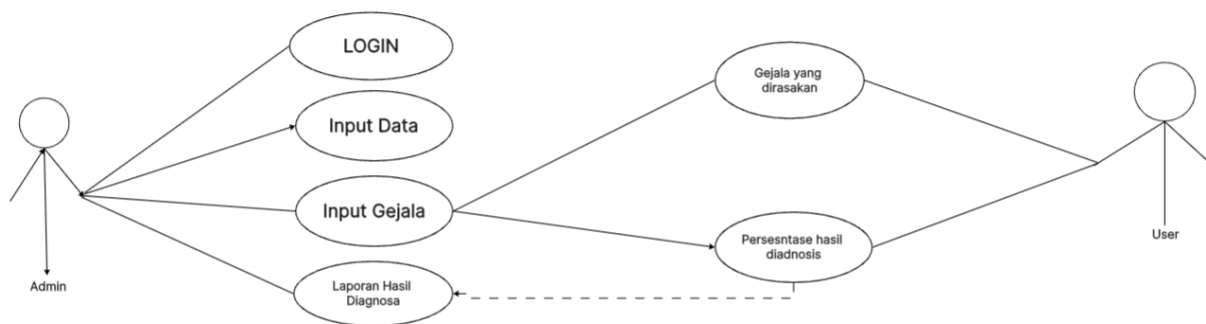 LOGIN
Gejala yang
dirasakan
Input Data
Input Gejala
Persesntase hasil
diadnosis
User
Laporan Hasil
Diagnosa
Admin